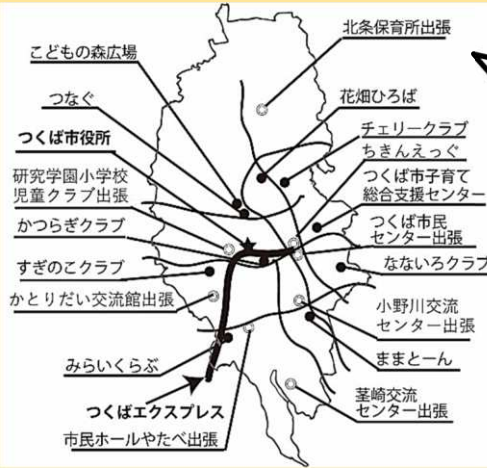 北条保育所出張
こどもの森広場
つなぐ
花畑ひろば
つくば市役所
チェリークラブ
ちきんえっぐ
研究学園小学校
児童クラブ出張
つくば市子育て
総合支援センター
かつらぎクラブ
つくば市民
センター出張
すぎのこクラブ
なないろクラブ
かとりだい交流館出張
小野川交流
センター出張
みらいくらぶ
ままとーん
つくばエクスプレス
茎崎交流
センター出張
市民ホールやたべ出張